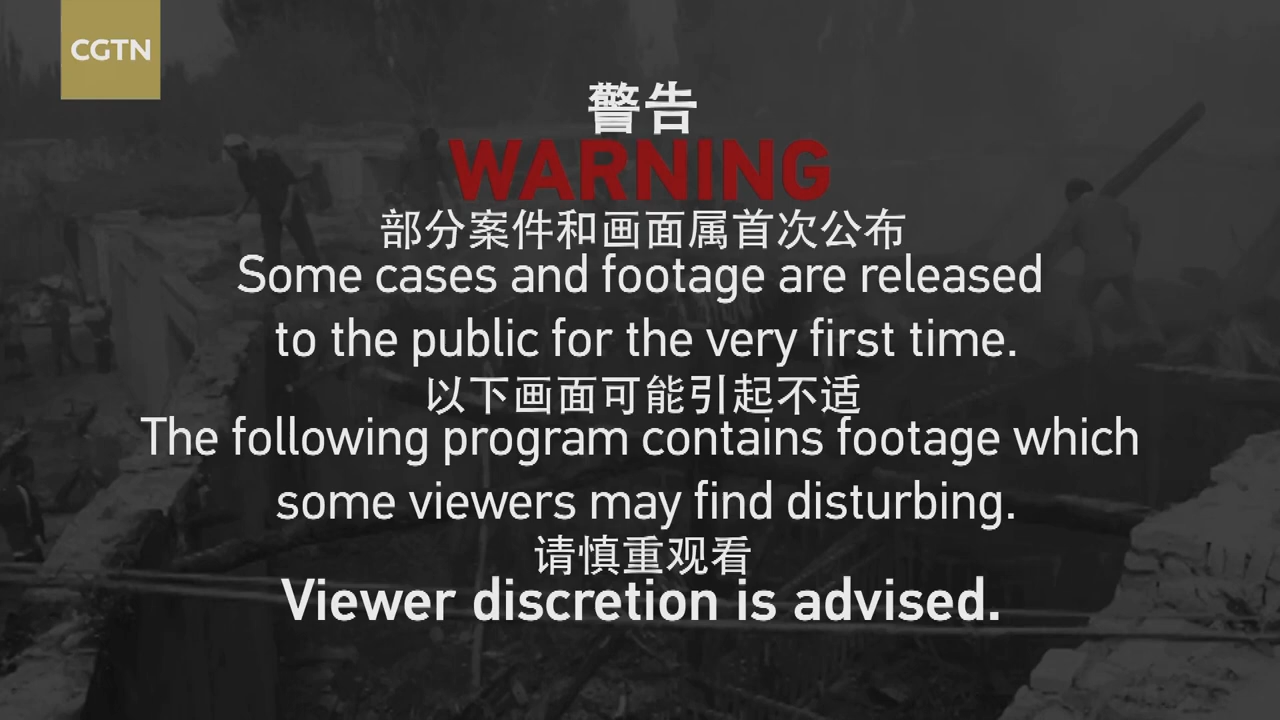 CGTN
警告
WARNING
部分案件和画面属首次公布
Some cases and footage are released
to the public for the very first time.
以下画面可能引起不适
The following program contains footage which
some viewers may find disturbing.
请慎重观看
Viewer discretion is advised.